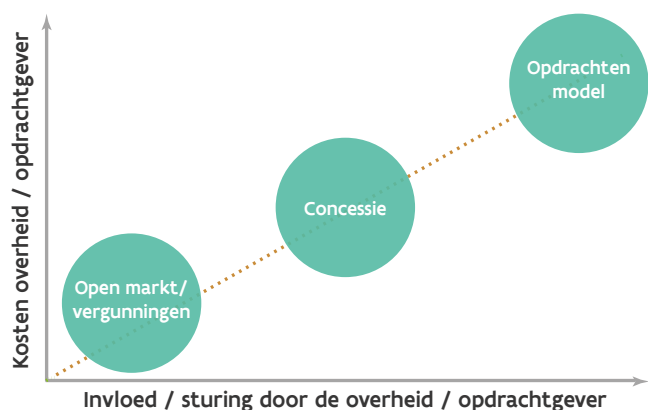 Kosten overheid / opdrachtgever
Opdrachten
model
Concessie
Open markt/
vergunningen
Invloed / sturing door de overheid / opdrachtgever